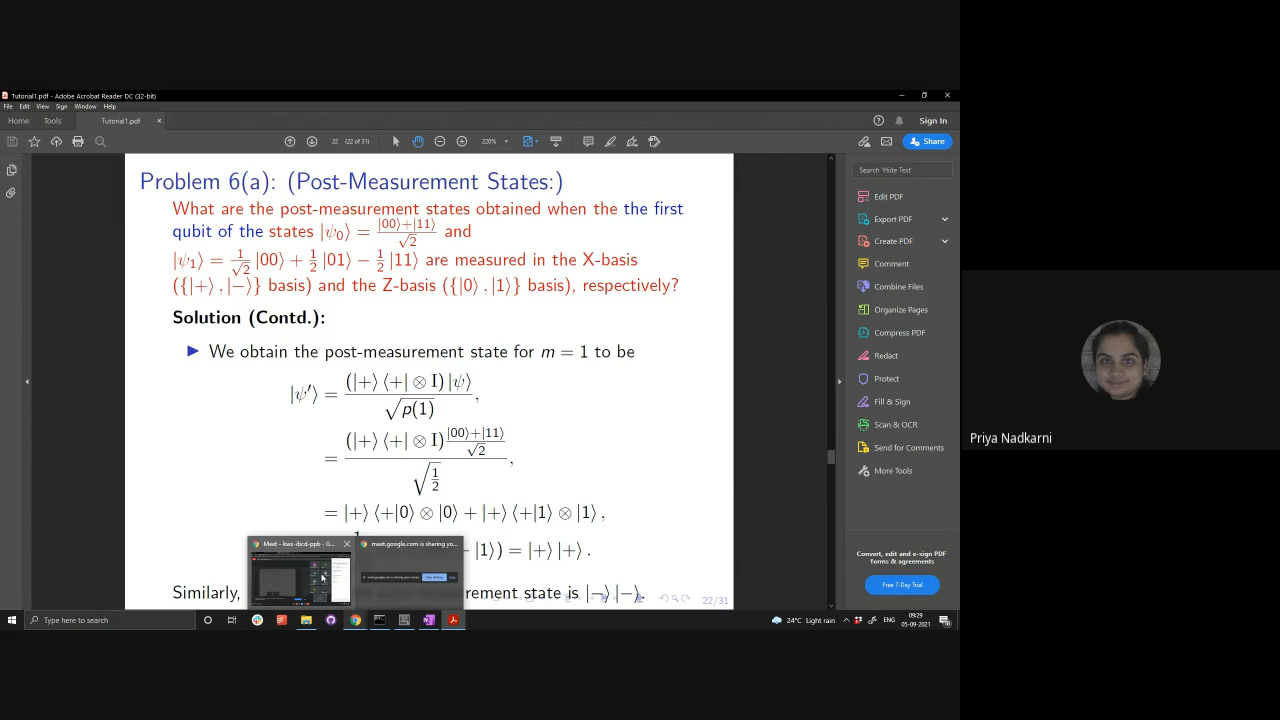 Tutorial1.pdf - Adobe Acrobat Reader DC (32-bit)
File Edit View Sign Window Help
Home Tools Tutorial1.pdf × Sign In
22 (22 of 31) 220% Share
Problem 6(a): (Post-Measurement States:)
What are the post-measurement states obtained when the the first
qubit of the states |ψ₀⟩ = (|00⟩+|11⟩)/√2 and
|ψ₁⟩ = 1/√2 |00⟩ + 1/2 |01⟩ − 1/2 |11⟩ are measured in the X-basis
({|+⟩ , |−⟩} basis) and the Z-basis ({|0⟩ , |1⟩} basis), respectively?
Solution (Contd.):
▶ We obtain the post-measurement state for m = 1 to be
|ψ′⟩ = (|+⟩ ⟨+| ⊗ I) |ψ⟩ / √p(1) ,
= (|+⟩ ⟨+| ⊗ I) (|00⟩+|11⟩)/√2 / √(1/2) ,
= |+⟩ ⟨+|0⟩ ⊗ |0⟩ + |+⟩ ⟨+|1⟩ ⊗ |1⟩ ,
|1⟩) = |+⟩ |+⟩ .
Similarly, rement state is |−⟩ |−⟩.
22/31
Meet – kwx-ibcd-ppb - G... ×
meet.google.com is sharing yo...
Search 'Hide Text'
Edit PDF
Export PDF
Create PDF
Comment
Combine Files
Organize Pages
Compress PDF
Redact
Protect
Fill & Sign
Scan & OCR
Send for Comments
More Tools
Convert, edit and e-sign PDF
forms & agreements
Free 7-Day Trial
Priya Nadkarni
Type here to search
24°C Light rain
ENG
09:29
05-09-2021